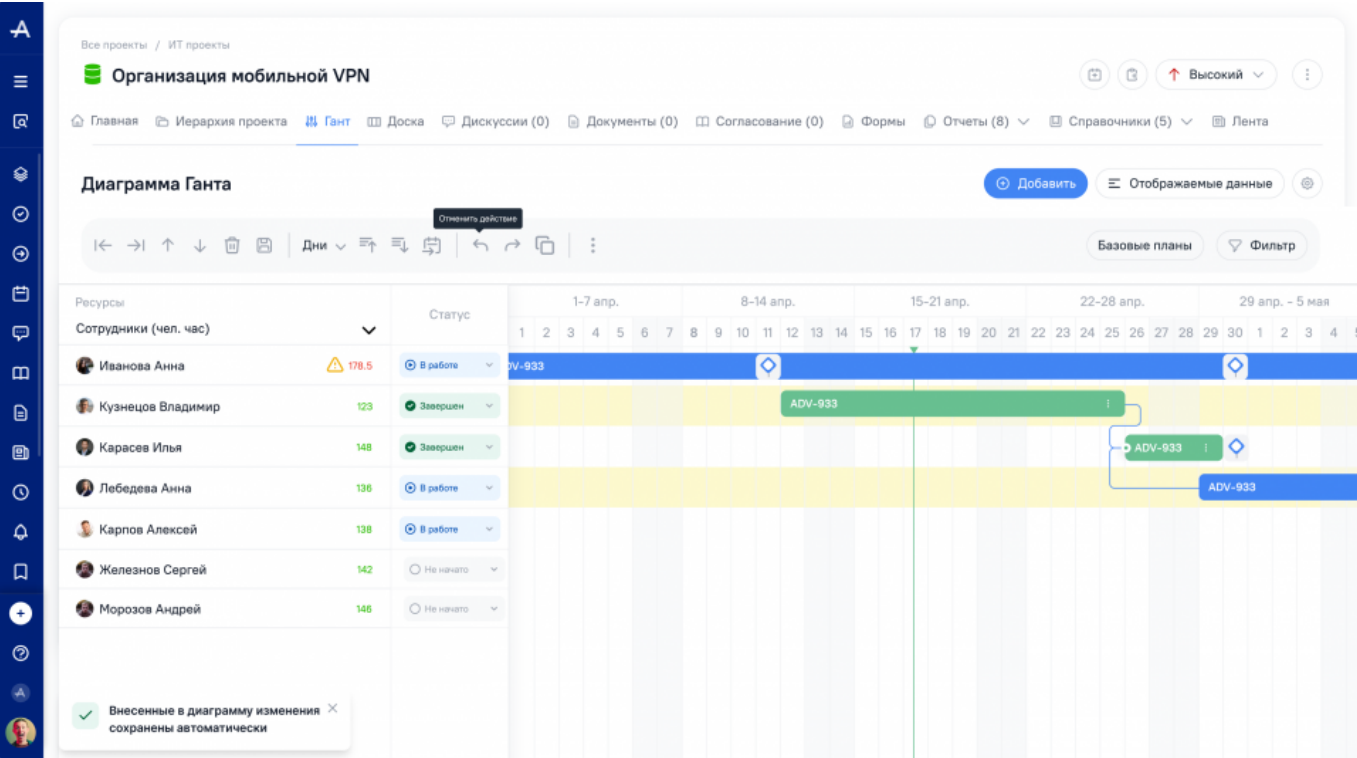 Все проекты / ИТ проекты
Организация мобильной VPN
Высокий
Главная Иерархия проекта Гант Доска Дискуссии (0) Документы (0) Согласование (0) Формы Отчеты (8) Справочники (5) Лента
Диаграмма Ганта
Добавить Отображаемые данные
Отменить действие
Дни Базовые планы Фильтр
Ресурсы
Сотрудники (чел. час)
Статус
1-7 апр. 8-14 апр. 15-21 апр. 22-28 апр. 29 апр. - 5 мая
1 2 3 4 5 6 7 8 9 10 11 12 13 14 15 16 17 18 19 20 21 22 23 24 25 26 27 28 29 30 1 2 3 4
Иванова Анна 178.5 В работе DV-933
Кузнецов Владимир 123 Завершен ADV-933
Карасев Илья 148 Завершен ADV-933
Лебедева Анна 136 В работе ADV-933
Карпов Алексей 138 В работе
Железнов Сергей 142 Не начато
Морозов Андрей 146 Не начато
Внесенные в диаграмму изменения
сохранены автоматически